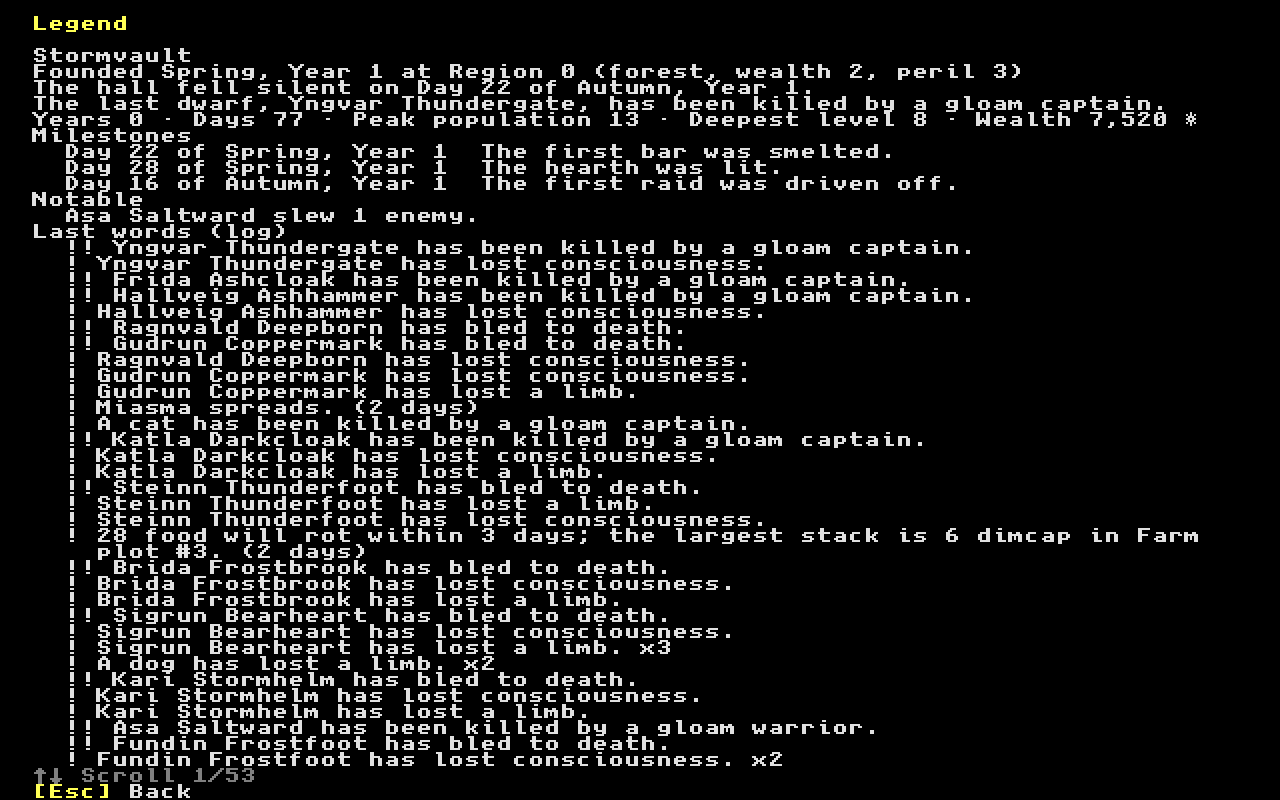 Legend
Stormvault
Founded Spring, Year 1 at Region 0 (forest, wealth 2, peril 3)
The hall fell silent on Day 22 of Autumn, Year 1.
The last dwarf, Yngvar Thundergate, has been killed by a gloam captain.
Years 0 · Days 77 · Peak population 13 · Deepest level 8 · Wealth 7,520 *
Milestones
Day 22 of Spring, Year 1 The first bar was smelted.
Day 28 of Spring, Year 1 The hearth was lit.
Day 16 of Autumn, Year 1 The first raid was driven off.
Notable
Asa Saltward slew 1 enemy.
Last words (log)
!! Yngvar Thundergate has been killed by a gloam captain.
! Yngvar Thundergate has lost consciousness.
!! Frida Ashcloak has been killed by a gloam captain.
!! Hallveig Ashhammer has been killed by a gloam captain.
! Hallveig Ashhammer has lost consciousness.
!! Ragnvald Deepborn has bled to death.
!! Gudrun Coppermark has bled to death.
! Ragnvald Deepborn has lost consciousness.
! Gudrun Coppermark has lost consciousness.
! Gudrun Coppermark has lost a limb.
! Miasma spreads. (2 days)
! A cat has been killed by a gloam captain.
!! Katla Darkcloak has been killed by a gloam captain.
! Katla Darkcloak has lost consciousness.
! Katla Darkcloak has lost a limb.
!! Steinn Thunderfoot has bled to death.
! Steinn Thunderfoot has lost a limb.
! Steinn Thunderfoot has lost consciousness.
! 28 food will rot within 3 days; the largest stack is 6 dimcap in Farm
plot #3. (2 days)
!! Brida Frostbrook has bled to death.
! Brida Frostbrook has lost consciousness.
! Brida Frostbrook has lost a limb.
!! Sigrun Bearheart has bled to death.
! Sigrun Bearheart has lost consciousness.
! Sigrun Bearheart has lost a limb. x3
! A dog has lost a limb. x2
!! Kari Stormhelm has bled to death.
! Kari Stormhelm has lost consciousness.
! Kari Stormhelm has lost a limb.
!! Asa Saltward has been killed by a gloam warrior.
!! Fundin Frostfoot has bled to death.
! Fundin Frostfoot has lost consciousness. x2
↑↓ Scroll 1/53
[Esc] Back